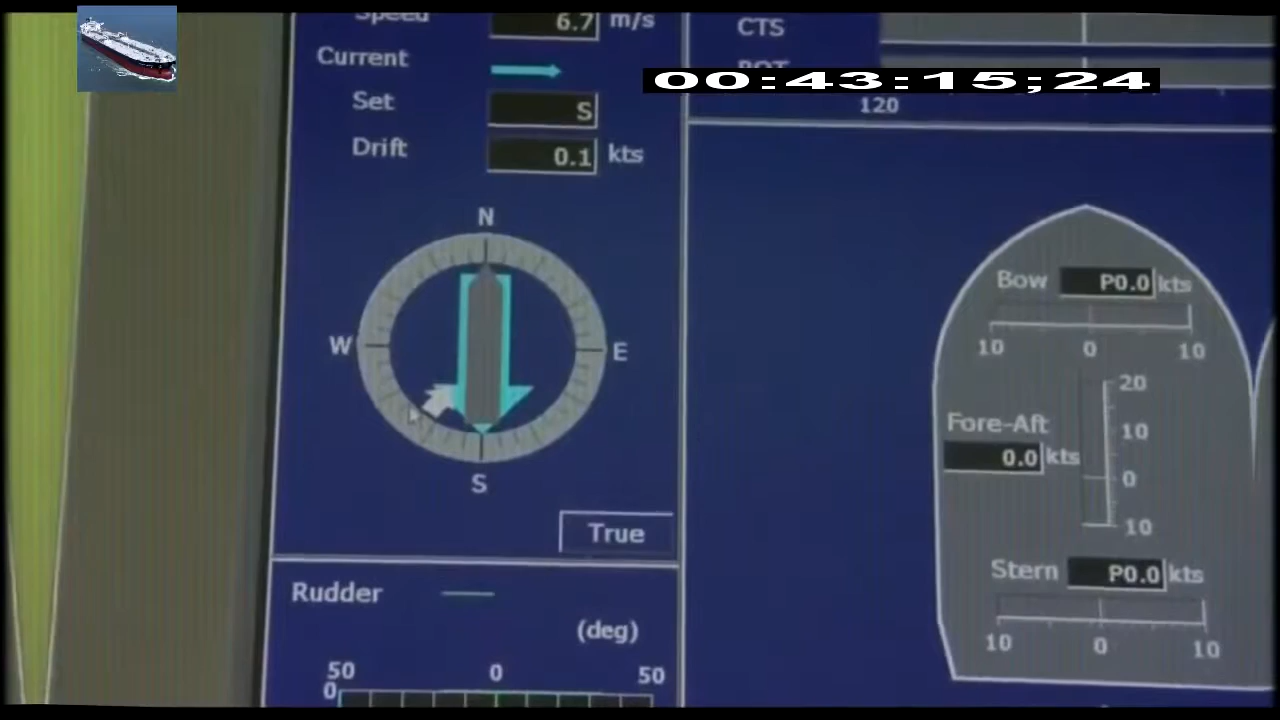 Speed 6.7 m/s
Current
Set S
Drift 0.1 kts
N
W E
S
True
Rudder
(deg)
50 0 50
0
CTS
ROT
00:43:15;24
120
Bow P0.0 kts
10 0 10
20
Fore-Aft 10
0.0 kts
0
10
Stern P0.0 kts
10 0 10